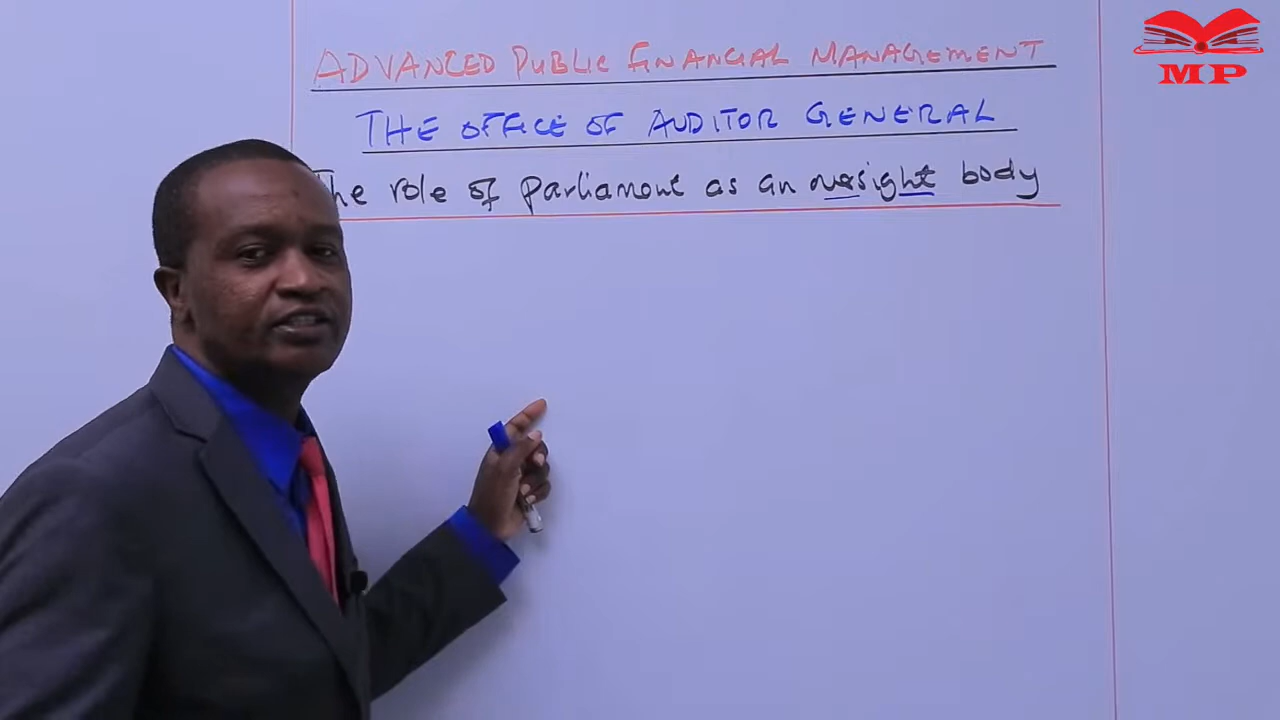 ADVANCED PUBLIC FINANCIAL MANAGEMENT
THE OFFICE OF AUDITOR GENERAL
The role of parliament as an oversight body
MP